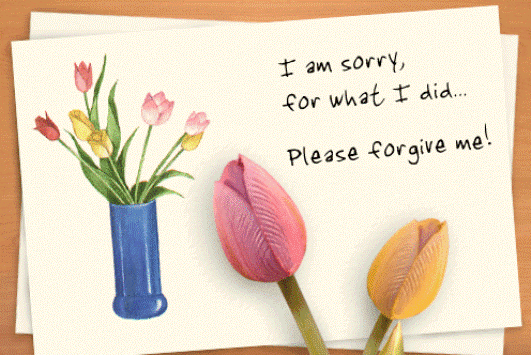 I am sorry,
for what I did...
Please forgive me!